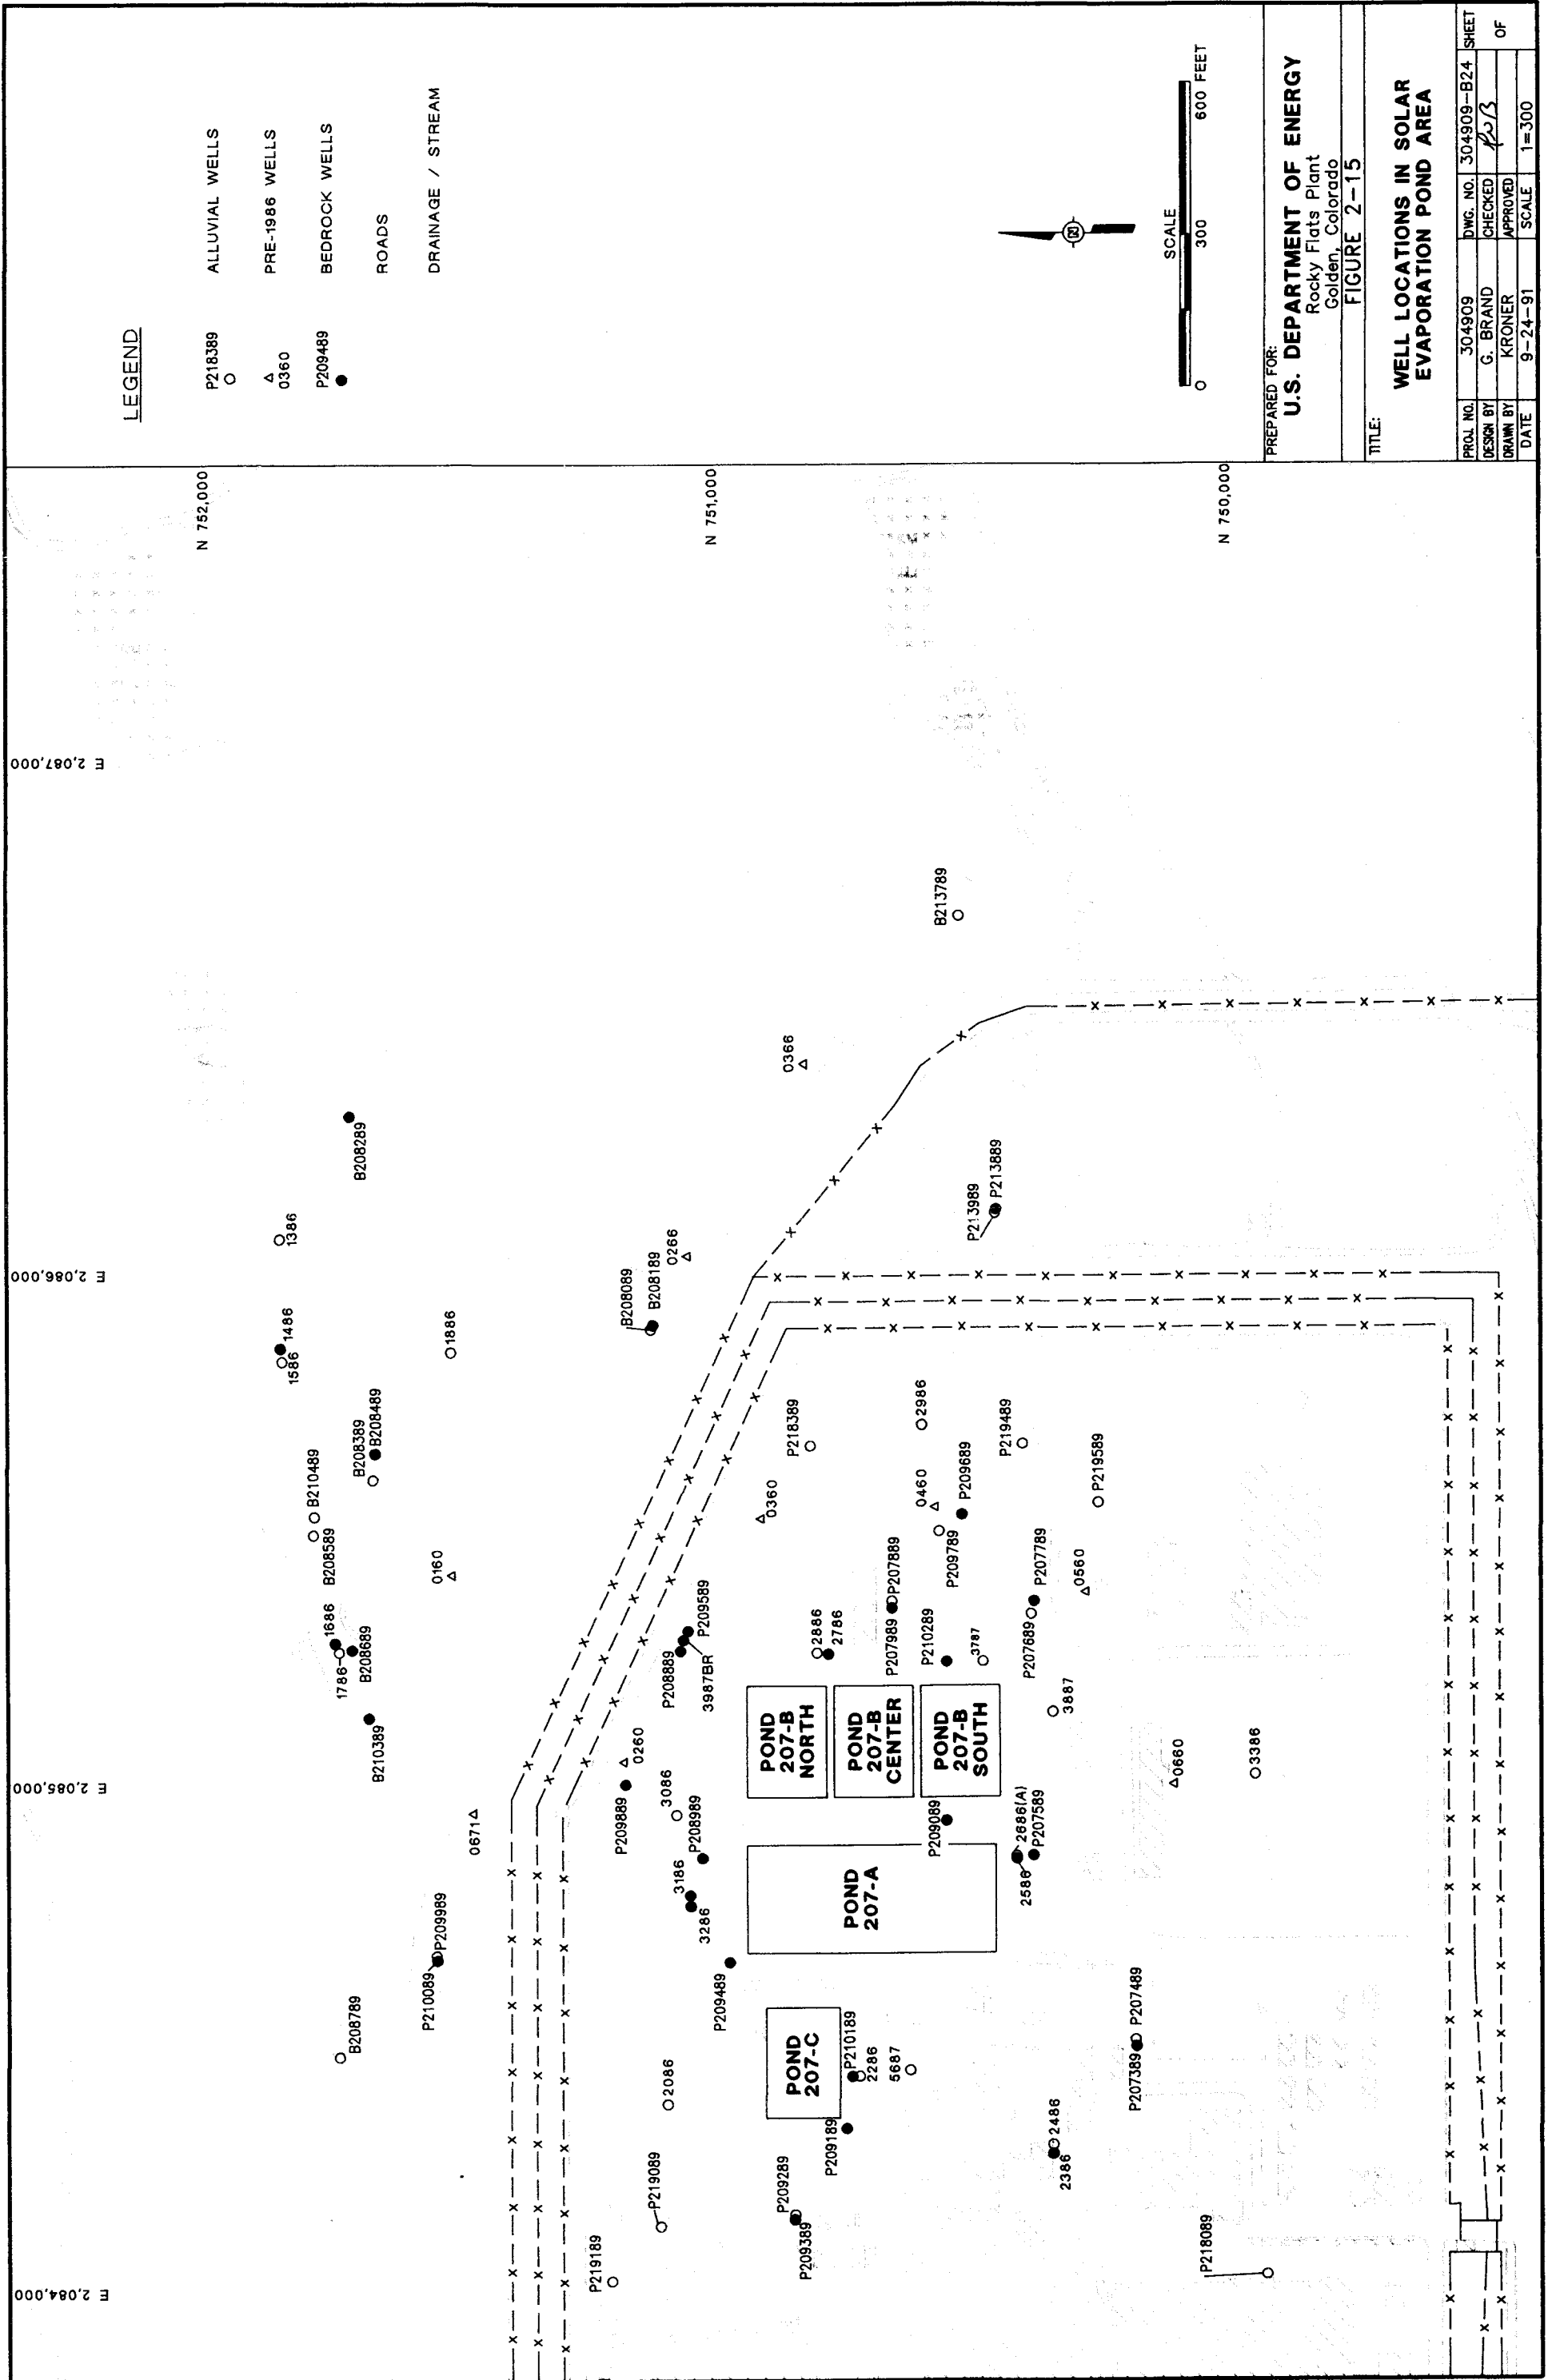 LEGEND
P218389
ALLUVIAL WELLS
0360
PRE-1986 WELLS
P209489
BEDROCK WELLS
ROADS
DRAINAGE / STREAM
SCALE
0
300
600 FEET
PREPARED FOR:
U.S. DEPARTMENT OF ENERGY
Rocky Flats Plant
Golden, Colorado
FIGURE 2-15
TITLE:
WELL LOCATIONS IN SOLAR
EVAPORATION POND AREA
PROJ. NO. 304909 DWG. NO. 304909-B24 SHEET
DESIGN BY G. BRAND CHECKED OF
DRAWN BY KRONER APPROVED
DATE 9-24-91 SCALE 1=300
N 752,000
N 751,000
N 750,000
E 2,084,000
E 2,085,000
E 2,086,000
E 2,087,000
B208789
P210089
P209989
0671
B210389
1786
1686
B208689
B208589
B210489
0160
B208389
B208489
1586
1486
1886
1386
B208289
B208089
B208189
0266
0366
B213789
P213989
P213889
P219189
P219089
2086
P209889
0260
3086
P208989
3186
3286
P209489
P208889
3987BR
P209589
0360
P218389
2986
P219489
P219589
0460
P209689
P209789
P207989
P207889
2886
2786
P210289
3787
P207689
P207789
0560
3887
0660
3386
P209089
2686(A)
2586
P207589
P210189
2286
5687
P209189
P209289
P209389
2486
2386
P207389
P207489
P218089
POND
207-C
POND
207-A
POND
207-B
NORTH
POND
207-B
CENTER
POND
207-B
SOUTH